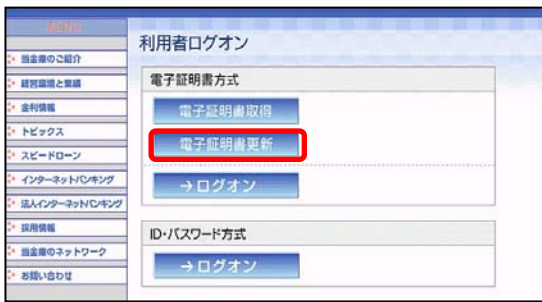 MENU
当金庫のご紹介
経営環境と業績
金利情報
トピックス
スピードローン
インターネットバンキング
法人インターネットバンキング
採用情報
当金庫のネットワーク
お問い合わせ
利用者ログオン
電子証明書方式
電子証明書取得
電子証明書更新
→ログオン
ID・パスワード方式
→ログオン